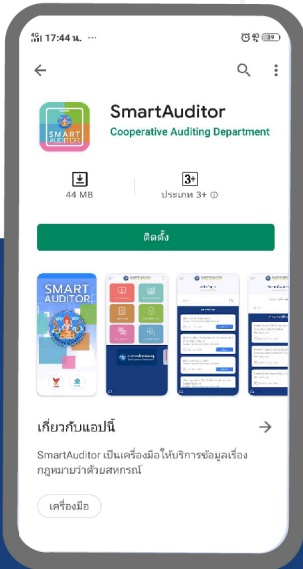 4G 17:44 น. ...
39
SMART
AUDITOR
SmartAuditor
Cooperative Auditing Department
44 MB
3+
ประเภท 3+
ติดตั้ง
SMART
AUDITOR
เกี่ยวกับแอปนี้
SmartAuditor เป็นเครื่องมือให้บริการข้อมูลเรื่อง
กฎหมายว่าด้วยสหกรณ์
เครื่องมือ